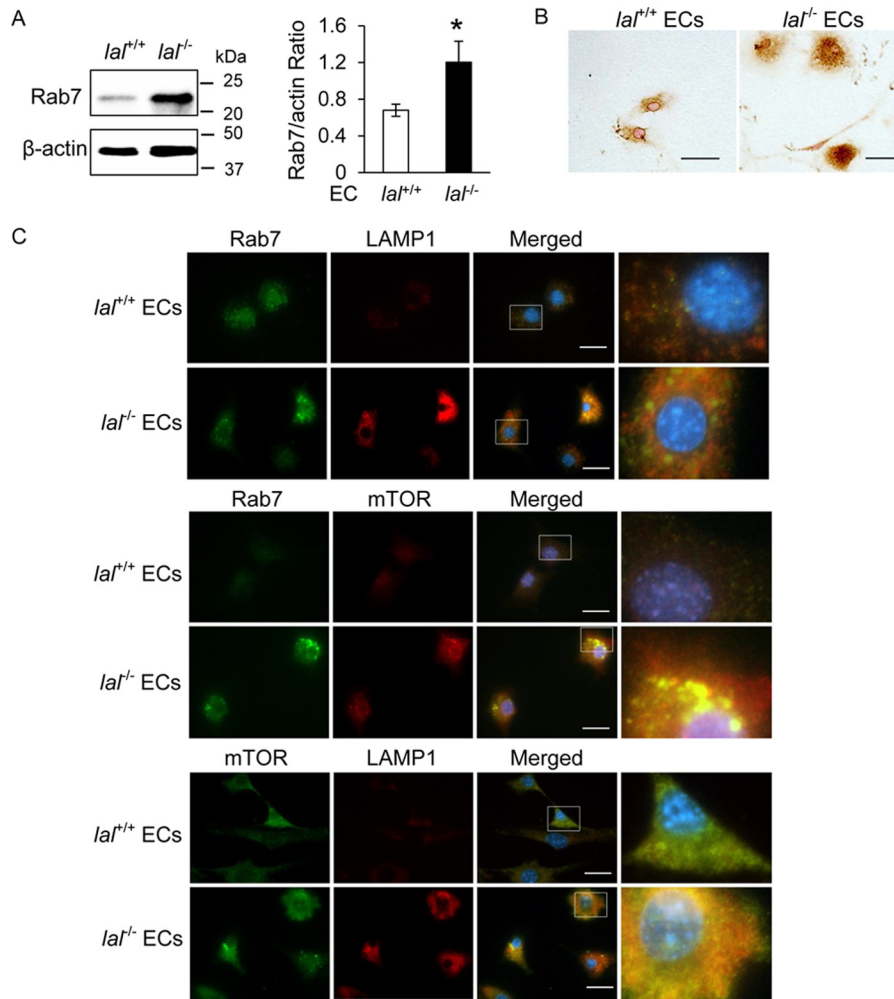 A
lal+/+ lal-/- kDa
Rab7
25
20
β-actin
50
37
Rab7/actin Ratio
1.6
1.2
0.8
0.4
0
*
EC lal+/+ lal-/-
B
lal+/+ ECs lal-/- ECs
C
Rab7 LAMP1 Merged
lal+/+ ECs
lal-/- ECs
Rab7 mTOR Merged
lal+/+ ECs
lal-/- ECs
mTOR LAMP1 Merged
lal+/+ ECs
lal-/- ECs